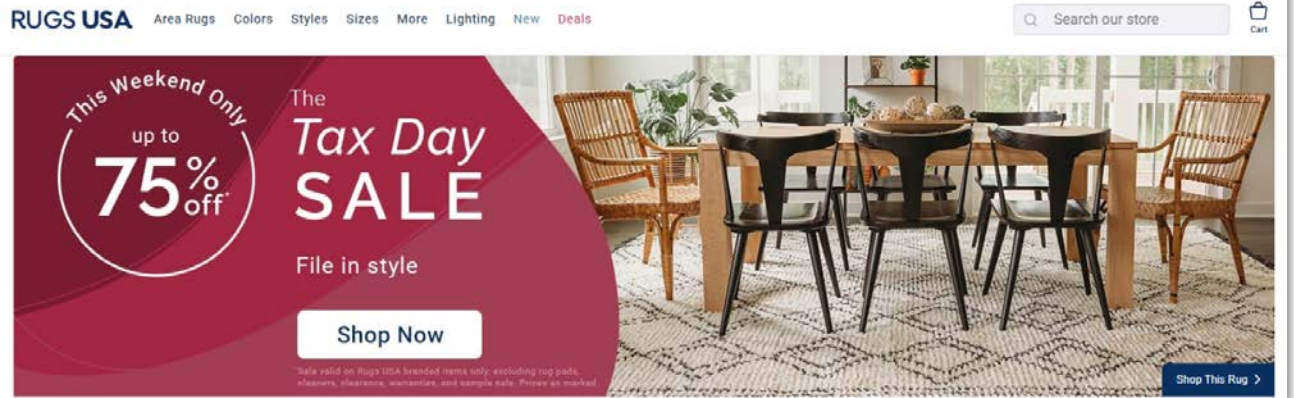 RUGS USA Area Rugs Colors Styles Sizes More Lighting New Deals Search our store Cart
This Weekend Only
up to
75% off*
The
Tax Day
SALE
File in style
Shop Now
*Sale valid on Rugs USA branded items only, excluding rug pads,
cleaners, clearance, warranties, and sample sale. Prices as marked.
Shop This Rug >